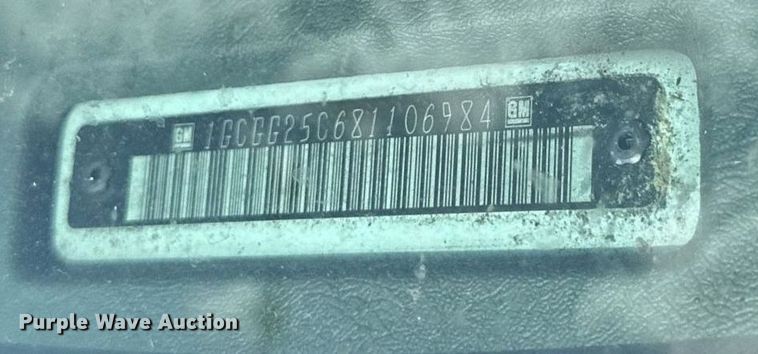 GM 1GCGG25C681106984 GM
Purple Wave Auction